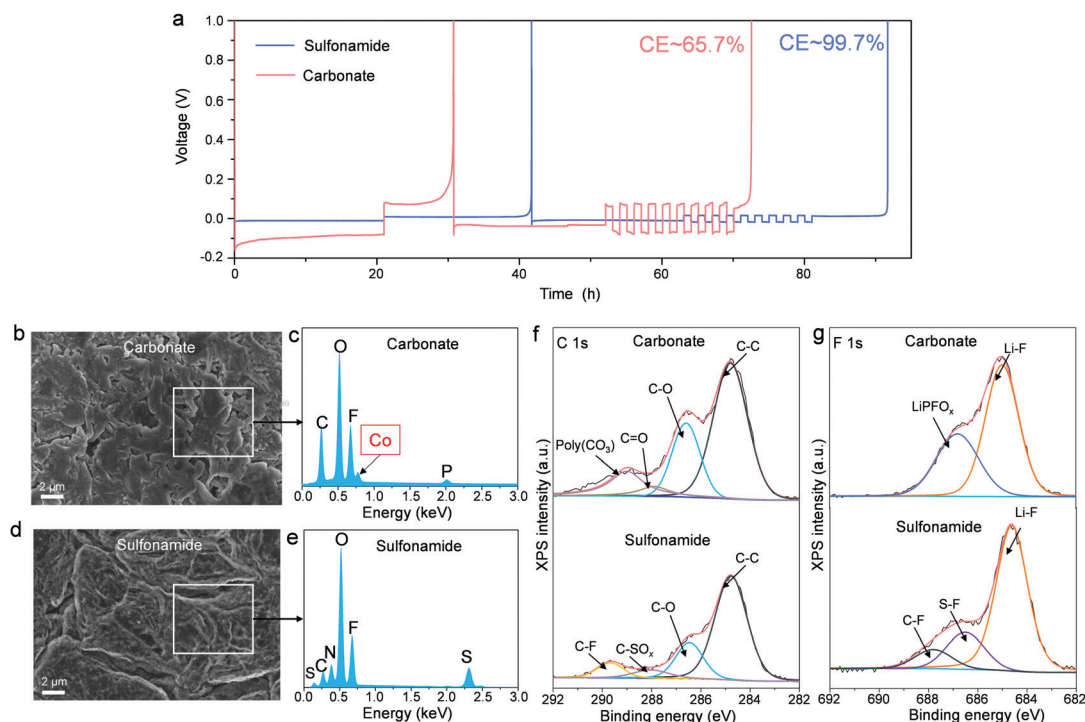 a
1.0
0.8
0.6
0.4
0.2
0.0
-0.2
Voltage (V)
Sulfonamide
Carbonate
CE~65.7%
CE~99.7%
0
20
40
60
80
Time (h)
b
Carbonate
2 μm
c
Carbonate
C
O
F
Co
P
0.0 0.5 1.0 1.5 2.0 2.5 3.0
Energy (keV)
d
Sulfonamide
2 μm
e
Sulfonamide
S
C
N
O
F
S
0.0 0.5 1.0 1.5 2.0 2.5 3.0
Energy (keV)
f
C 1s
Carbonate
C-C
C-O
C=O
Poly(CO₃)
Sulfonamide
C-C
C-O
C-SOₓ
C-F
XPS intensity (a.u.)
292 290 288 286 284 282
Binding energy (eV)
g
F 1s
Carbonate
Li-F
LiPFOₓ
Sulfonamide
Li-F
S-F
C-F
XPS intensity (a.u.)
692 690 688 686 684 682
Binding energy (eV)